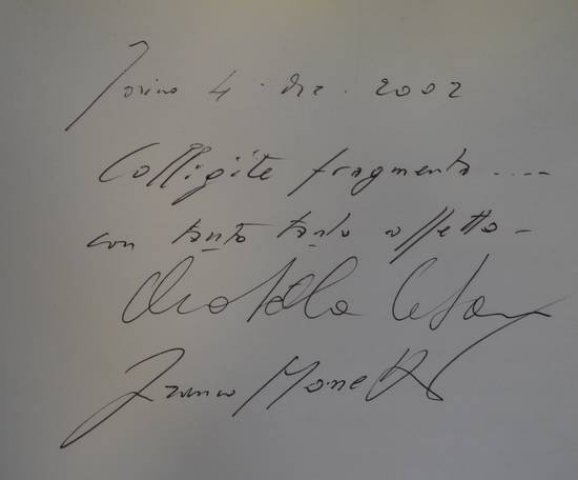 Torino 4. dic. 2002
Colligite fragmenta ....
con tanto tanto affetto -
Franco Monetti